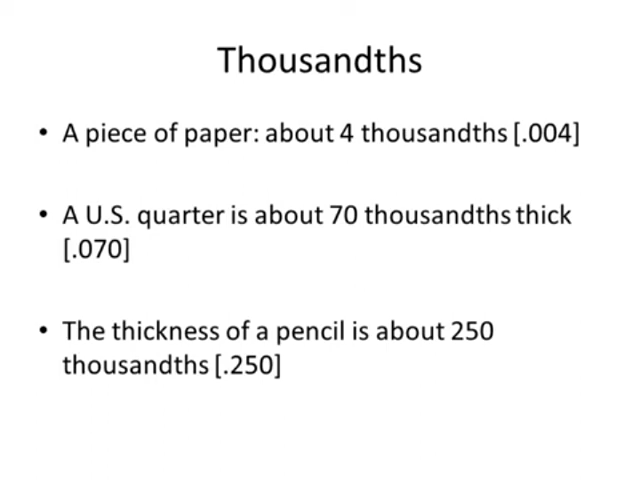 Thousandths
• A piece of paper: about 4 thousandths [.004]
• A U.S. quarter is about 70 thousandths thick
[.070]
• The thickness of a pencil is about 250
thousandths [.250]